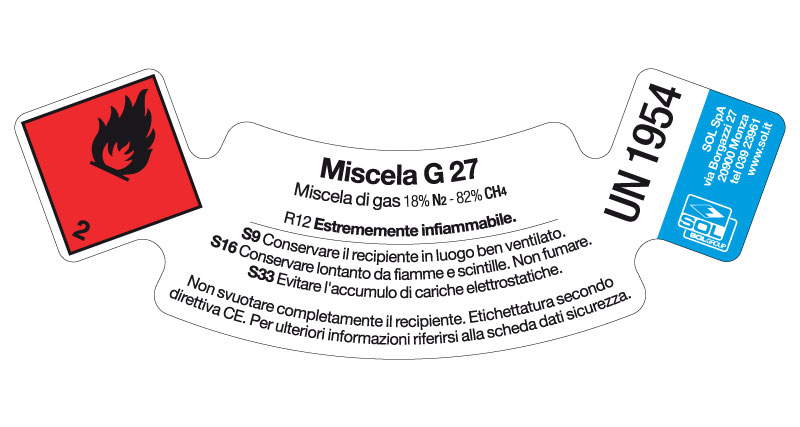 2
Miscela G 27
Miscela di gas 18% N2 - 82% CH4
R12 Estrememente infiammabile.
S9 Conservare il recipiente in luogo ben ventilato.
S16 Conservare lontanto da fiamme e scintille. Non fumare.
S33 Evitare l'accumulo di cariche elettrostatiche.
Non svuotare completamente il recipiente. Etichettatura secondo
direttiva CE. Per ulteriori informazioni riferirsi alla scheda dati sicurezza.
UN 1954
SOL SpA
via Borgazzi 27
20900 Monza
tel 039 23961
www.sol.it
SOL
SOLGROUP